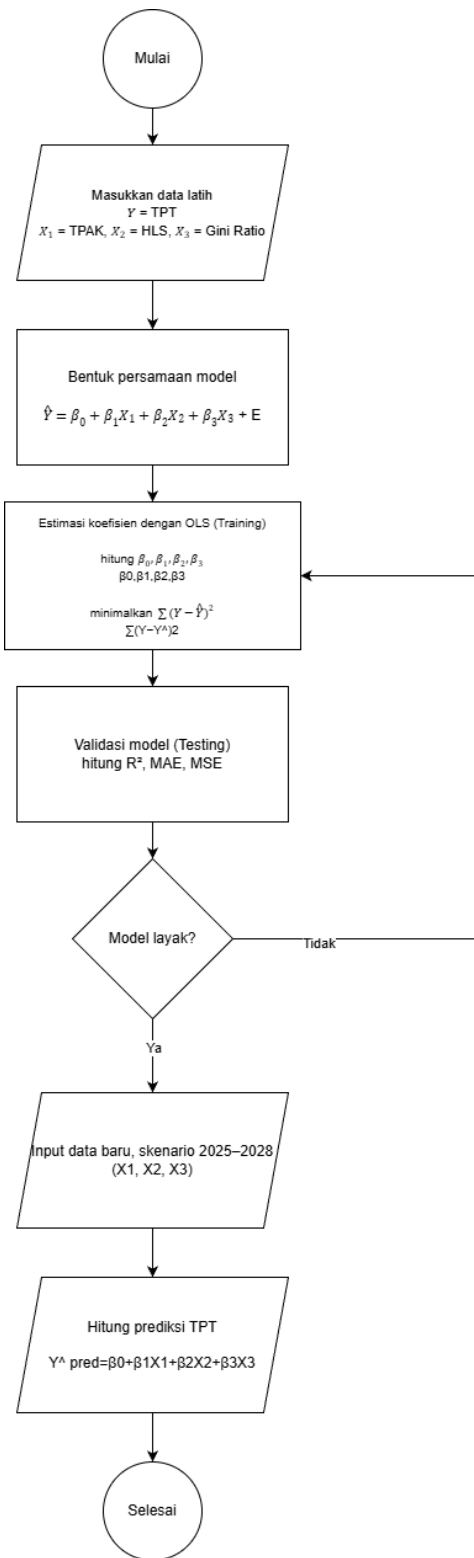 Mulai
Masukkan data latih
𝑌 = TPT
𝑋₁ = TPAK, 𝑋₂ = HLS, 𝑋₃ = Gini Ratio
Bentuk persamaan model
Ŷ = β₀ + β₁X₁ + β₂X₂ + β₃X₃ + E
Estimasi koefisien dengan OLS (Training)
hitung β₀, β₁, β₂, β₃
β0,β1,β2,β3
minimalkan ∑(Y − Ŷ)²
∑(Y−Y^)2
Validasi model (Testing)
hitung R², MAE, MSE
Model layak?
Tidak
Ya
Input data baru, skenario 2025–2028
(X1, X2, X3)
Hitung prediksi TPT
Y^ pred=β0+β1X1+β2X2+β3X3
Selesai